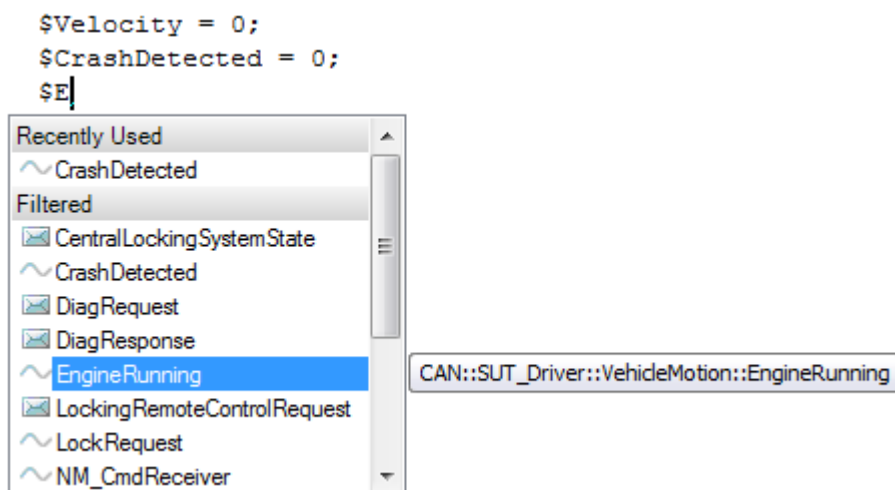 $Velocity = 0;
$CrashDetected = 0;
$E
Recently Used
CrashDetected
Filtered
CentralLockingSystemState
CrashDetected
DiagRequest
DiagResponse
EngineRunning
CAN::SUT_Driver::VehicleMotion::EngineRunning
LockingRemoteControlRequest
LockRequest
NM_CmdReceiver